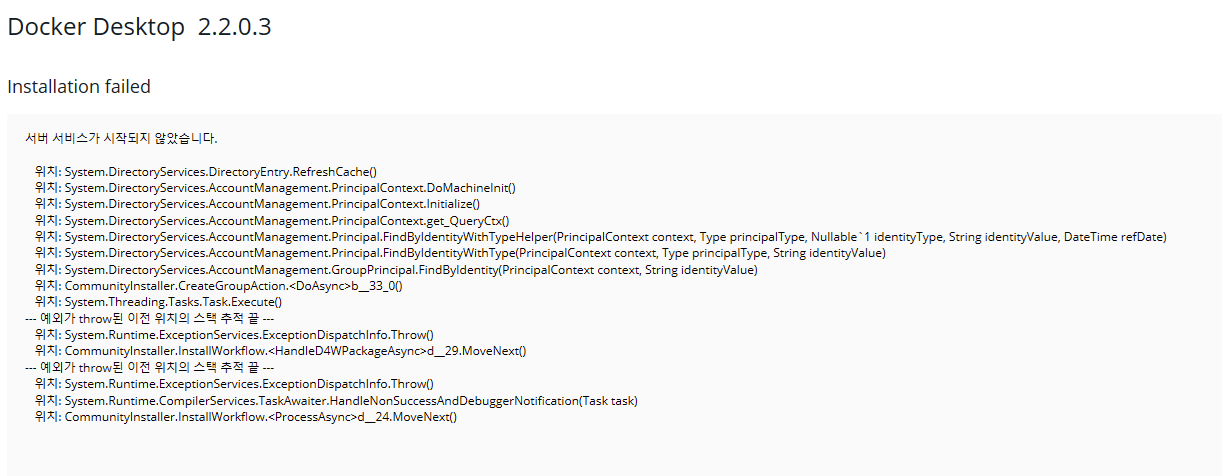 Docker Desktop 2.2.0.3
Installation failed
서버 서비스가 시작되지 않았습니다.
위치: System.DirectoryServices.DirectoryEntry.RefreshCache()
위치: System.DirectoryServices.AccountManagement.PrincipalContext.DoMachineInit()
위치: System.DirectoryServices.AccountManagement.PrincipalContext.Initialize()
위치: System.DirectoryServices.AccountManagement.PrincipalContext.get_QueryCtx()
위치: System.DirectoryServices.AccountManagement.Principal.FindByIdentityWithTypeHelper(PrincipalContext context, Type principalType, Nullable`1 identityType, String identityValue, DateTime refDate)
위치: System.DirectoryServices.AccountManagement.Principal.FindByIdentityWithType(PrincipalContext context, Type principalType, String identityValue)
위치: System.DirectoryServices.AccountManagement.GroupPrincipal.FindByIdentity(PrincipalContext context, String identityValue)
위치: CommunityInstaller.CreateGroupAction.<DoAsync>b__33_0()
위치: System.Threading.Tasks.Task.Execute()
--- 예외가 throw된 이전 위치의 스택 추적 끝 ---
위치: System.Runtime.ExceptionServices.ExceptionDispatchInfo.Throw()
위치: CommunityInstaller.InstallWorkflow.<HandleD4WPackageAsync>d__29.MoveNext()
--- 예외가 throw된 이전 위치의 스택 추적 끝 ---
위치: System.Runtime.ExceptionServices.ExceptionDispatchInfo.Throw()
위치: System.Runtime.CompilerServices.TaskAwaiter.HandleNonSuccessAndDebuggerNotification(Task task)
위치: CommunityInstaller.InstallWorkflow.<ProcessAsync>d__24.MoveNext()